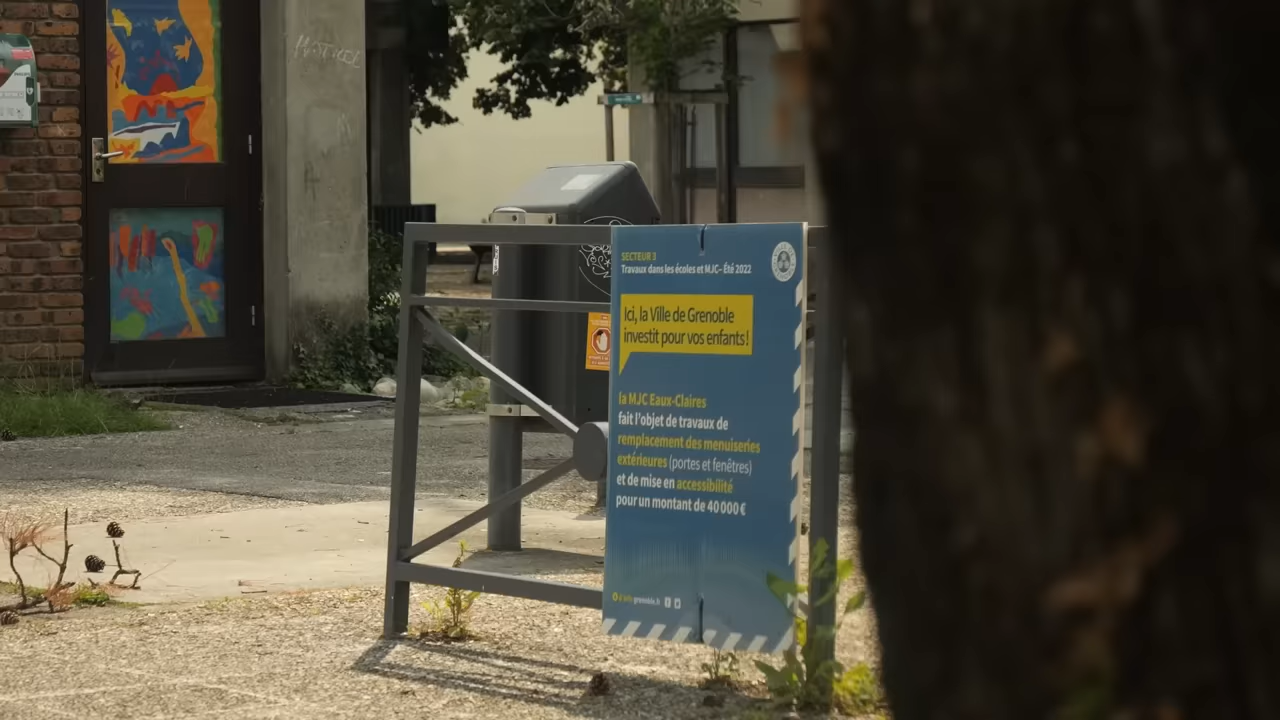 SECTEUR 3
Travaux dans les écoles et MJC- Été 2022
Ici, la Ville de Grenoble
investit pour vos enfants!
la MJC Eaux-Claires
fait l'objet de travaux de
remplacement des menuiseries
extérieures (portes et fenêtres)
et de mise en accessibilité
pour un montant de 40 000 €
grenoble.fr